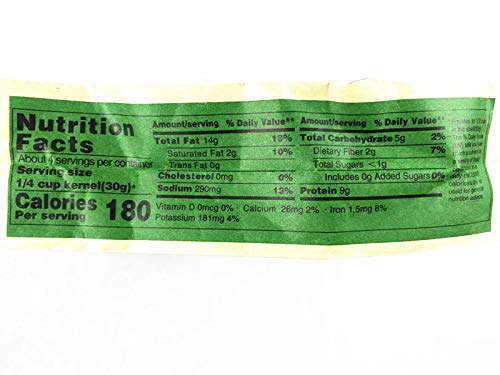 Nutrition
Facts
About 4 servings per container
Serving size
1/4 cup kernel(30g)*
Calories 180
Per serving
Amount/serving % Daily Value**
Total Fat 14g 18%
Saturated Fat 2g 10%
Trans Fat 0g
Cholesterol 0mg 0%
Sodium 290mg 13%
Amount/serving % Daily Value**
Total Carbohydrate 5g 2%
Dietary Fiber 2g 7%
Total Sugars <1g
Includes 0g Added Sugars 0%
Protein 9g
Vitamin D 0mcg 0% · Calcium 26mg 2% · Iron 1.5mg 8%
Potassium 181mg 4%
nutrition advice.